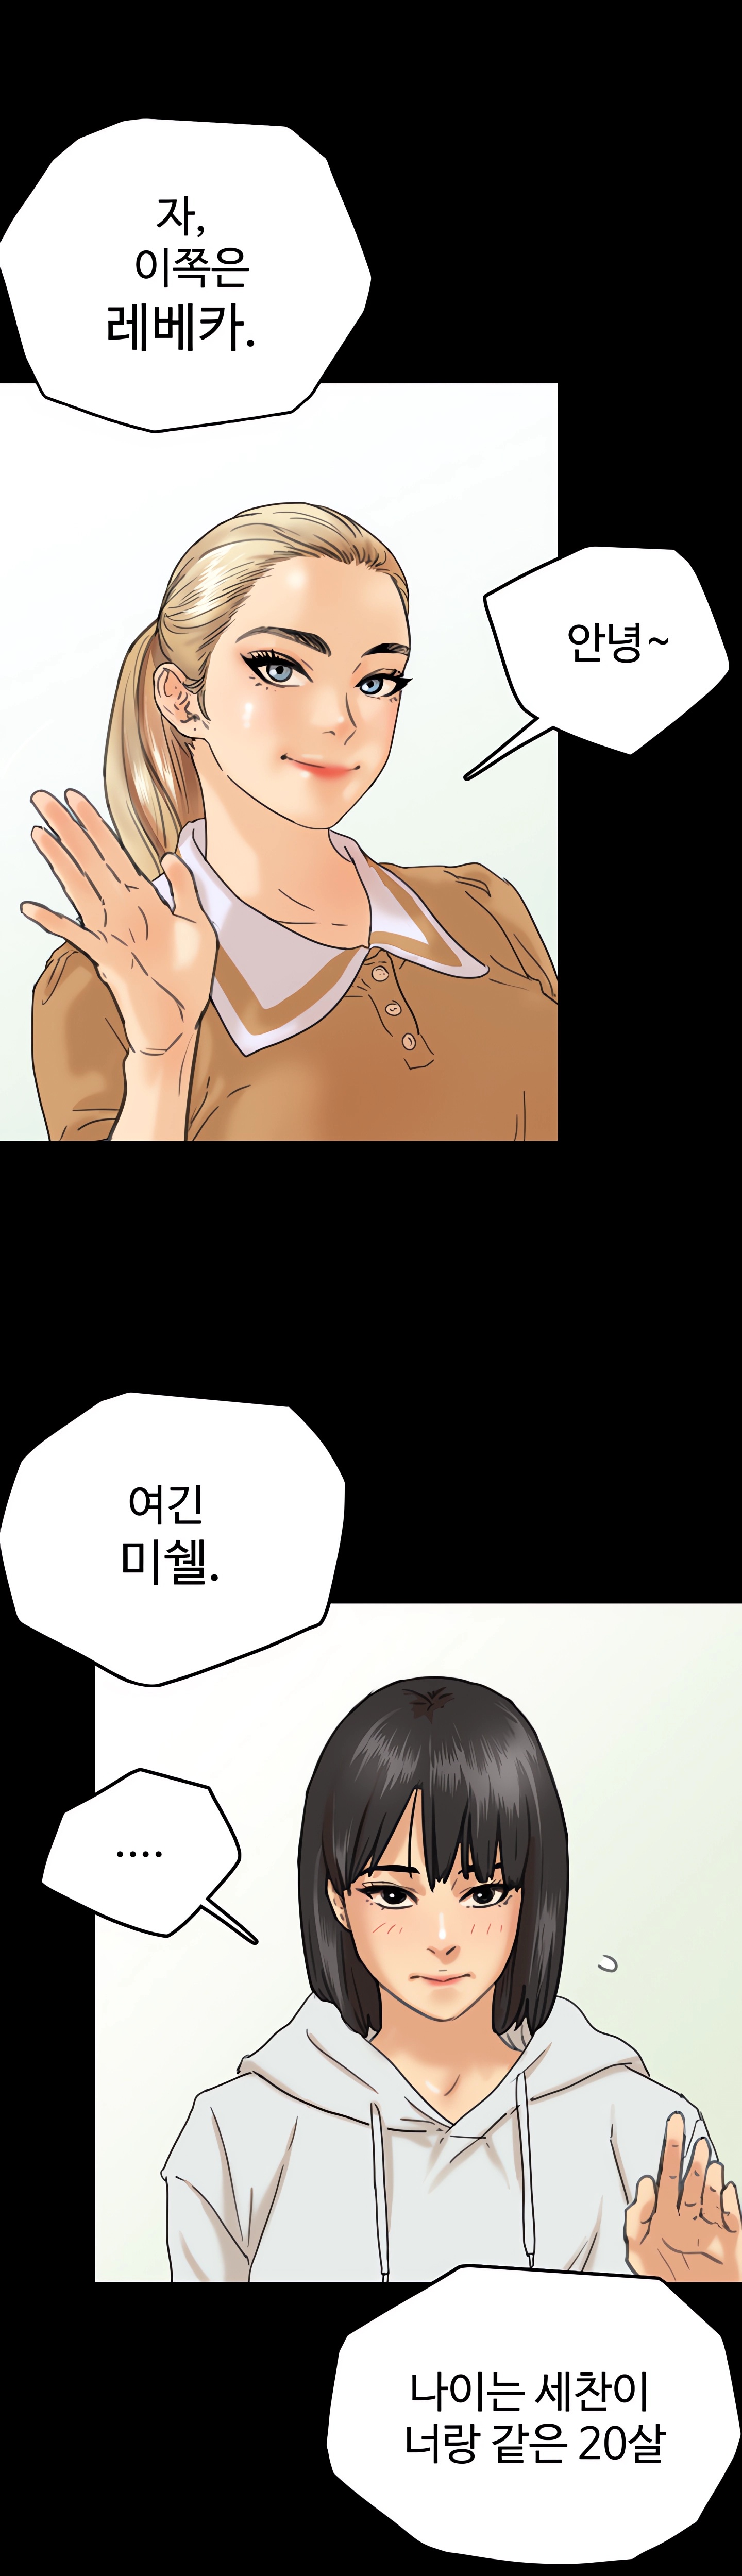 자,
이쪽은
레베카.
안녕~
여긴
미쉘.
....
나이는 세찬이
너랑 같은 20살